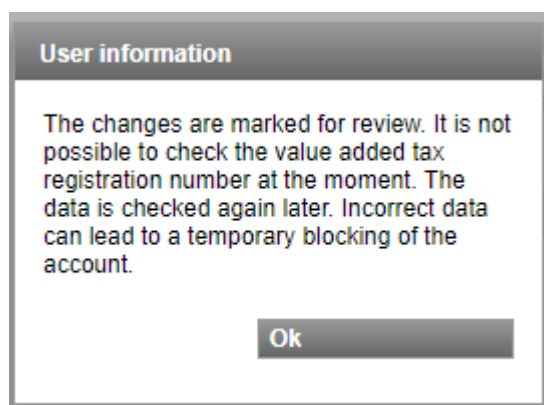 User information
The changes are marked for review. It is not
possible to check the value added tax
registration number at the moment. The
data is checked again later. Incorrect data
can lead to a temporary blocking of the
account.
Ok